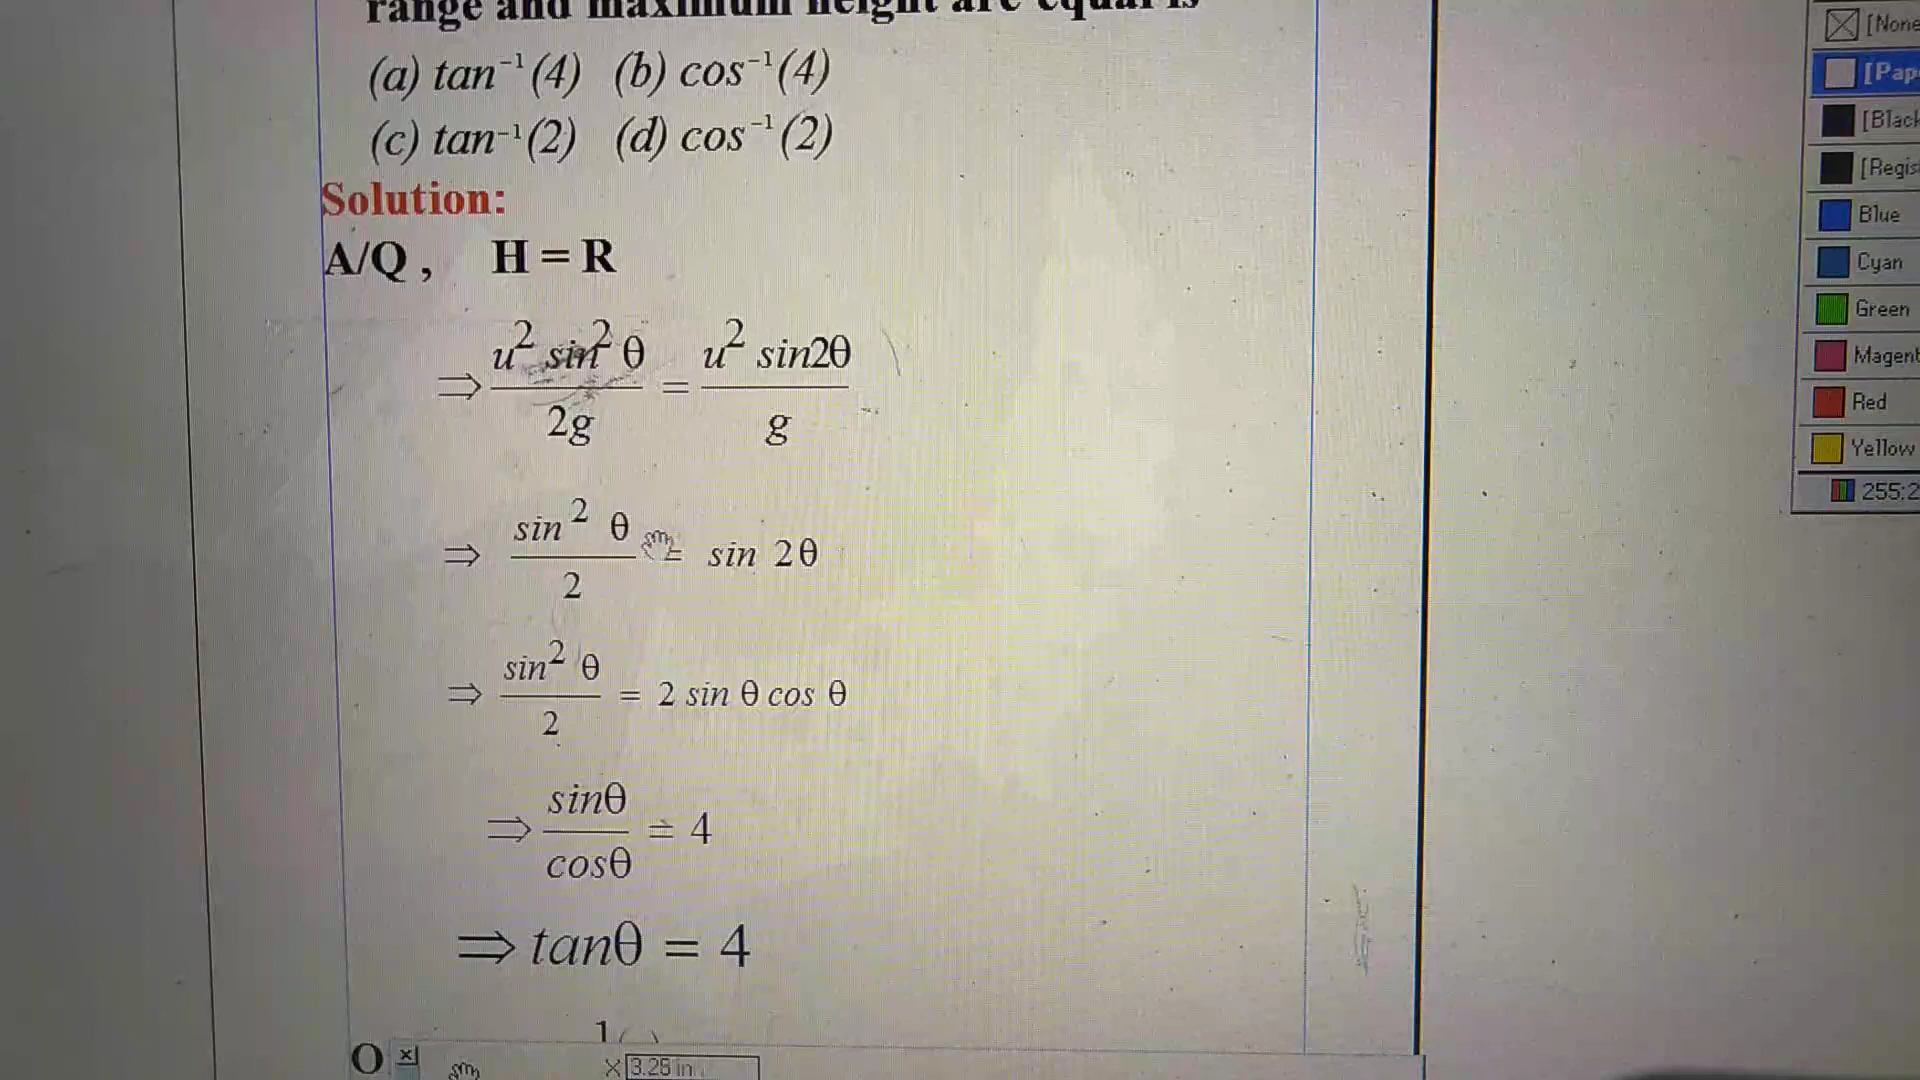 range and maximum height are equal is
(a) tan⁻¹(4) (b) cos⁻¹(4)
(c) tan⁻¹(2) (d) cos⁻¹(2)
Solution:
A/Q , H = R
⇒ u² sin² θ / 2g = u² sin2θ / g
⇒ sin² θ / 2 = sin 2θ
⇒ sin² θ / 2 = 2 sin θ cos θ
⇒ sinθ / cosθ = 4
⇒ tanθ = 4
X 3.25 in
[None
[Pap
[Black
[Regis
Blue
Cyan
Green
Magent
Red
Yellow
255:2